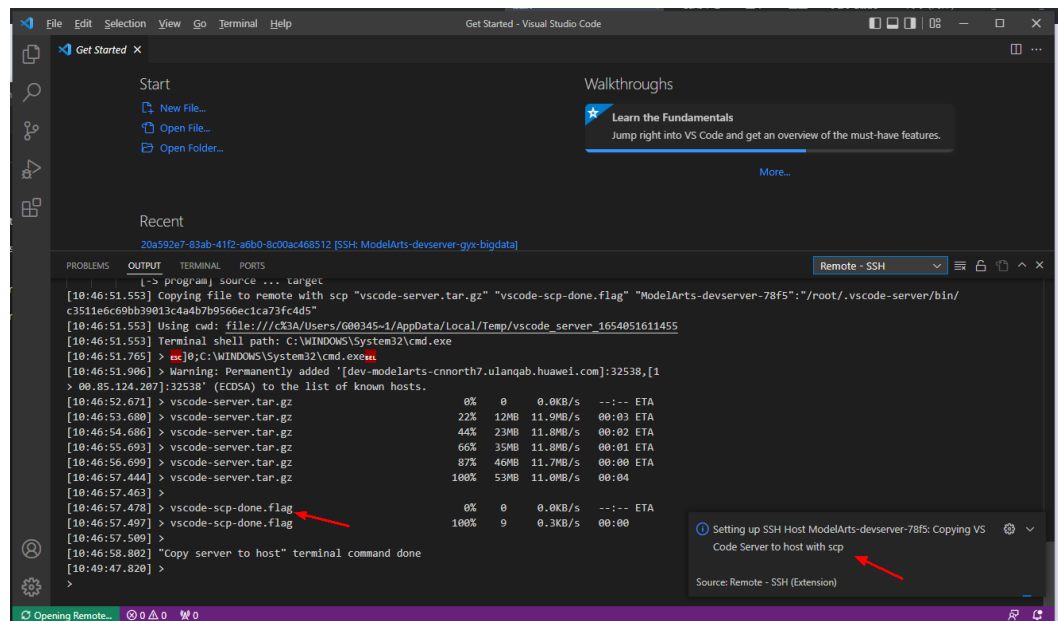 File Edit Selection View Go Terminal Help
Get Started - Visual Studio Code
Get Started
Start
New File...
Open File...
Open Folder...
Recent
20a592e7-83ab-41f2-a6b0-8c00ac468512 [SSH: ModelArts-devserver-gyx-bigdata]
Walkthroughs
Learn the Fundamentals
Jump right into VS Code and get an overview of the must-have features.
More...
PROBLEMS OUTPUT TERMINAL PORTS
Remote - SSH
[-S program] source ... target
[10:46:51.553] Copying file to remote with scp "vscode-server.tar.gz" "vscode-scp-done.flag" "ModelArts-devserver-78f5":"/root/.vscode-server/bin/
c3511e6c69bb39013c4a4b7b9566ec1ca73fc4d5"
[10:46:51.553] Using cwd: file:///c%3A/Users/G00345~1/AppData/Local/Temp/vscode_server_1654051611455
[10:46:51.553] Terminal shell path: C:\WINDOWS\System32\cmd.exe
[10:46:51.765] > ESC]0;C:\WINDOWS\System32\cmd.exeBEL
[10:46:51.906] > Warning: Permanently added '[dev-modelarts-cnnorth7.ulanqab.huawei.com]:32538,[1
> 00.85.124.207]:32538' (ECDSA) to the list of known hosts.
[10:46:52.671] > vscode-server.tar.gz 0% 0 0.0KB/s --:-- ETA
[10:46:53.680] > vscode-server.tar.gz 22% 12MB 11.9MB/s 00:03 ETA
[10:46:54.686] > vscode-server.tar.gz 44% 23MB 11.8MB/s 00:02 ETA
[10:46:55.693] > vscode-server.tar.gz 66% 35MB 11.8MB/s 00:01 ETA
[10:46:56.699] > vscode-server.tar.gz 87% 46MB 11.7MB/s 00:00 ETA
[10:46:57.444] > vscode-server.tar.gz 100% 53MB 11.0MB/s 00:04
[10:46:57.463] >
[10:46:57.478] > vscode-scp-done.flag 0% 0 0.0KB/s --:-- ETA
[10:46:57.497] > vscode-scp-done.flag 100% 9 0.3KB/s 00:00
[10:46:57.509] >
[10:46:58.802] "Copy server to host" terminal command done
[10:49:47.820] >
>
Setting up SSH Host ModelArts-devserver-78f5: Copying VS
Code Server to host with scp
Source: Remote - SSH (Extension)
Opening Remote... 0 0 0